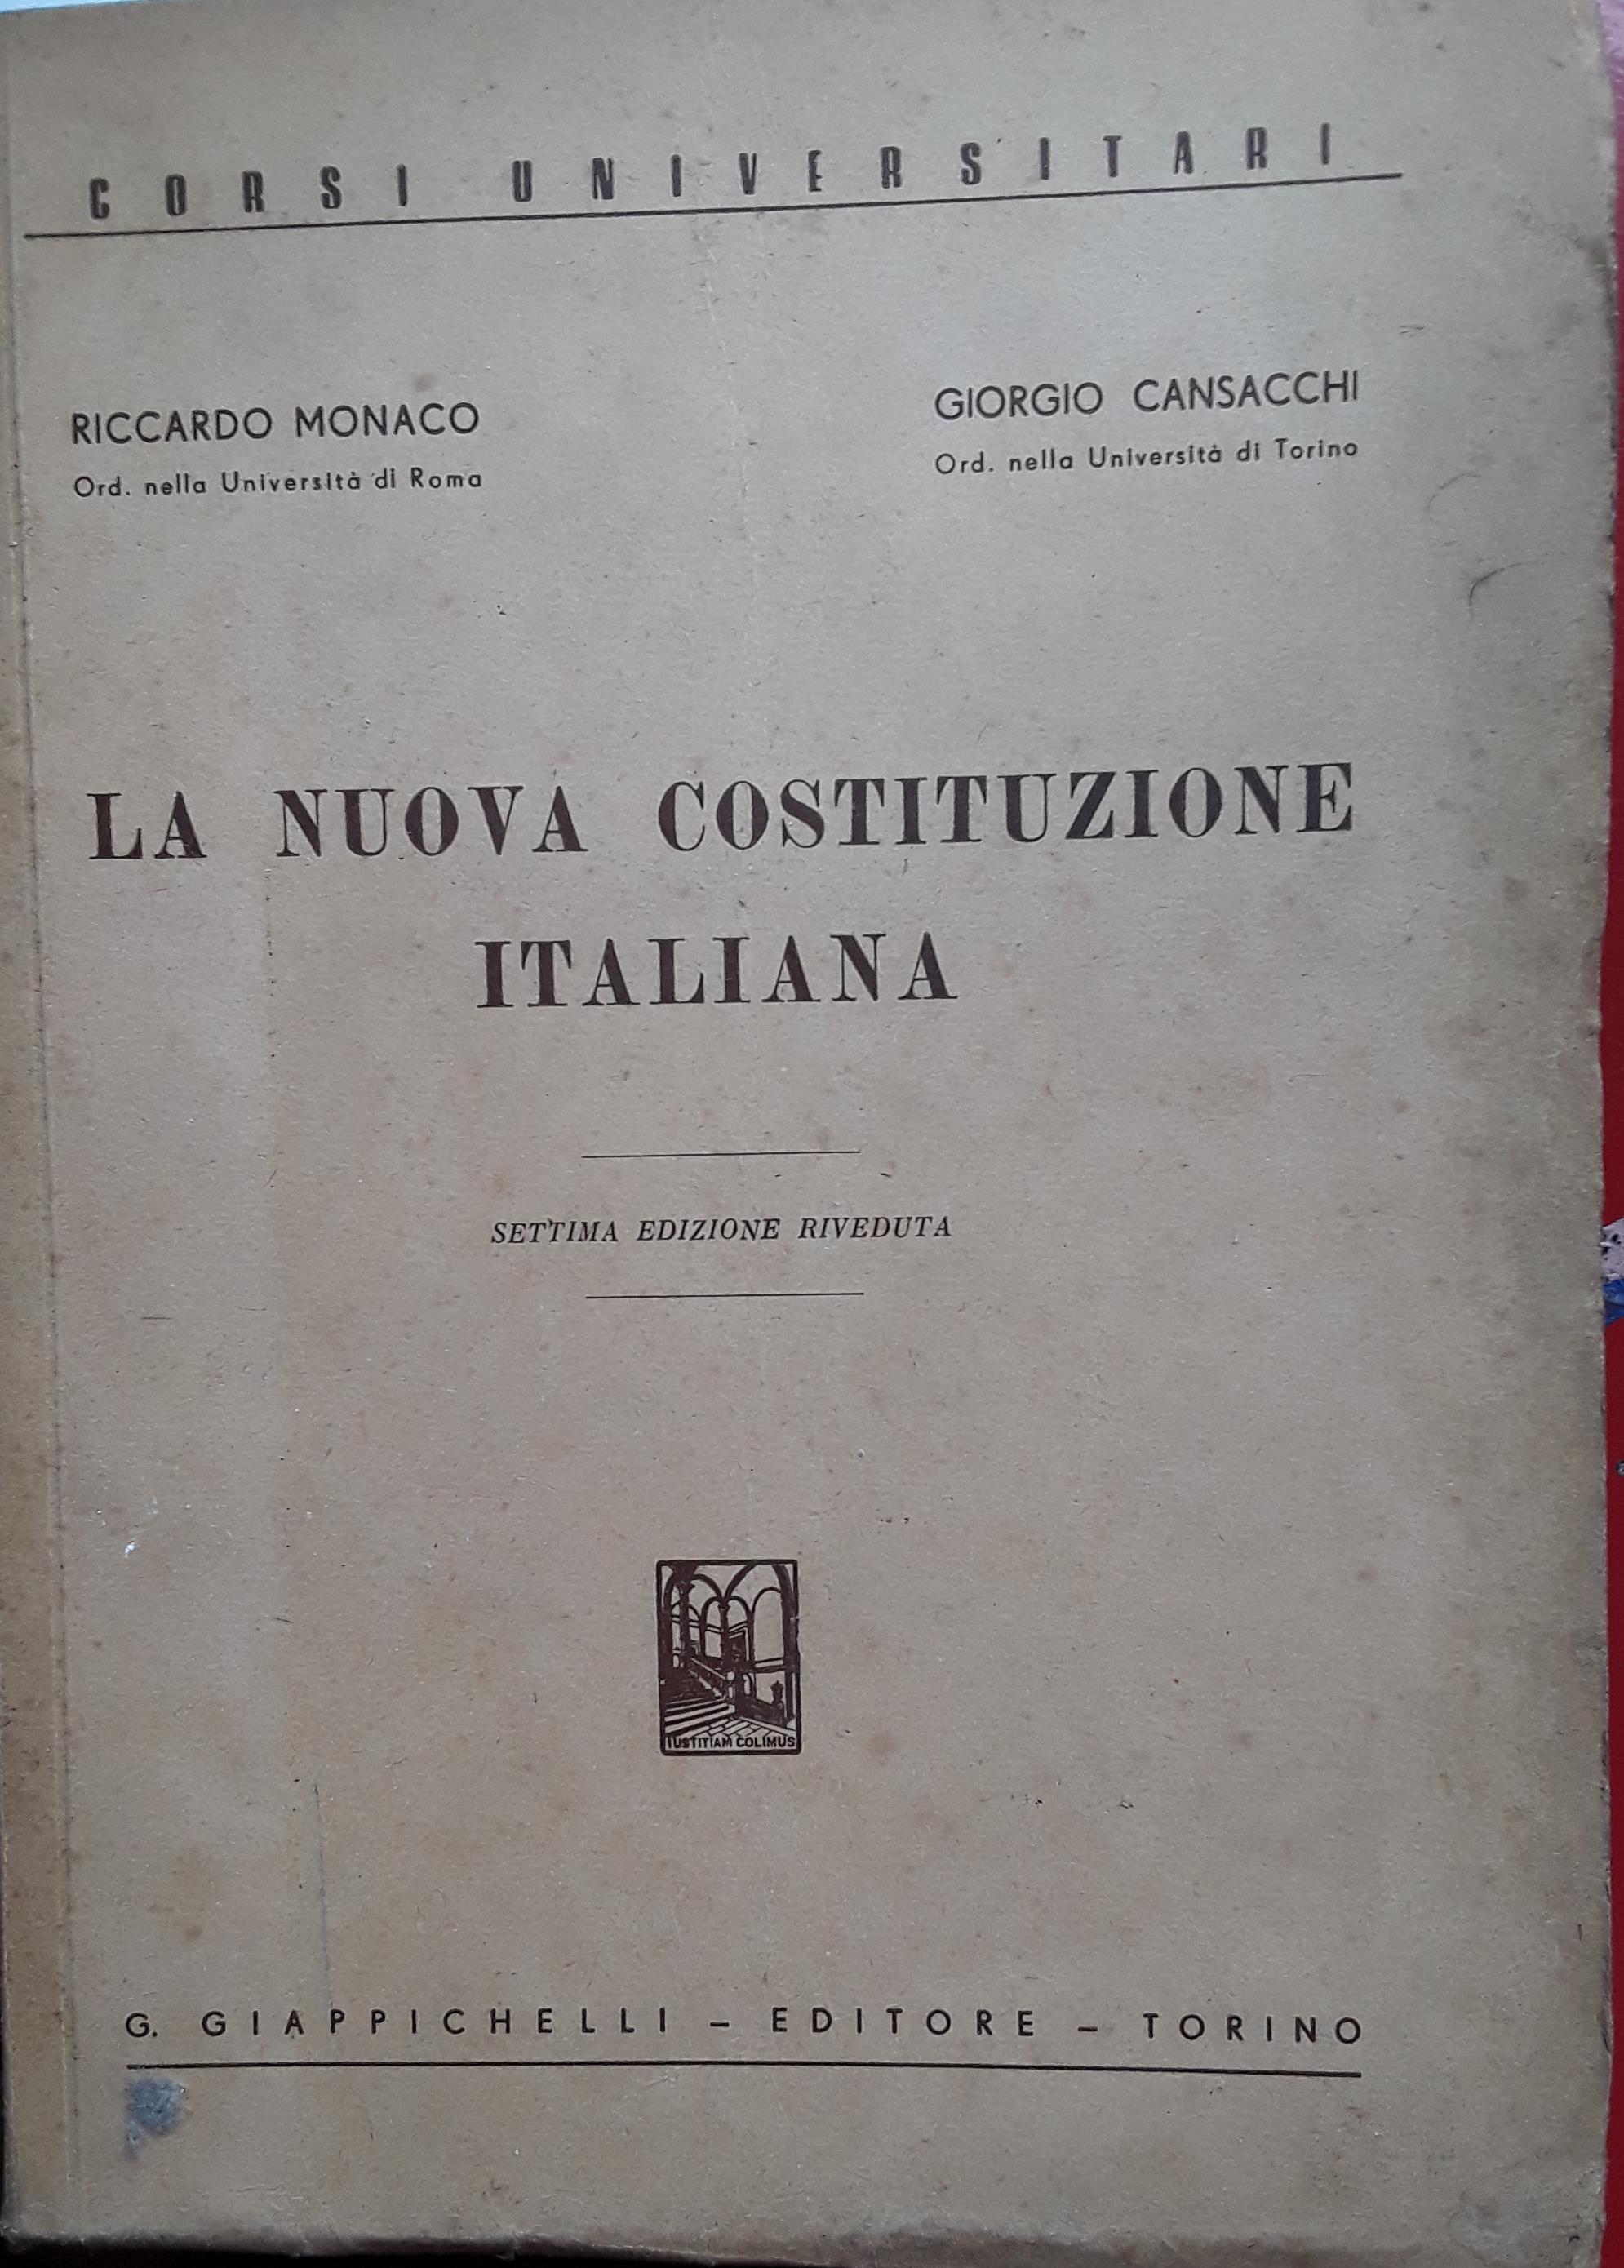 CORSI UNIVERSITARI
RICCARDO MONACO
Ord. nella Università di Roma
GIORGIO CANSACCHI
Ord. nella Università di Torino
LA NUOVA COSTITUZIONE
ITALIANA
SETTIMA EDIZIONE RIVEDUTA
IUSTITIAM COLIMUS
G. GIAPPICHELLI – EDITORE – TORINO